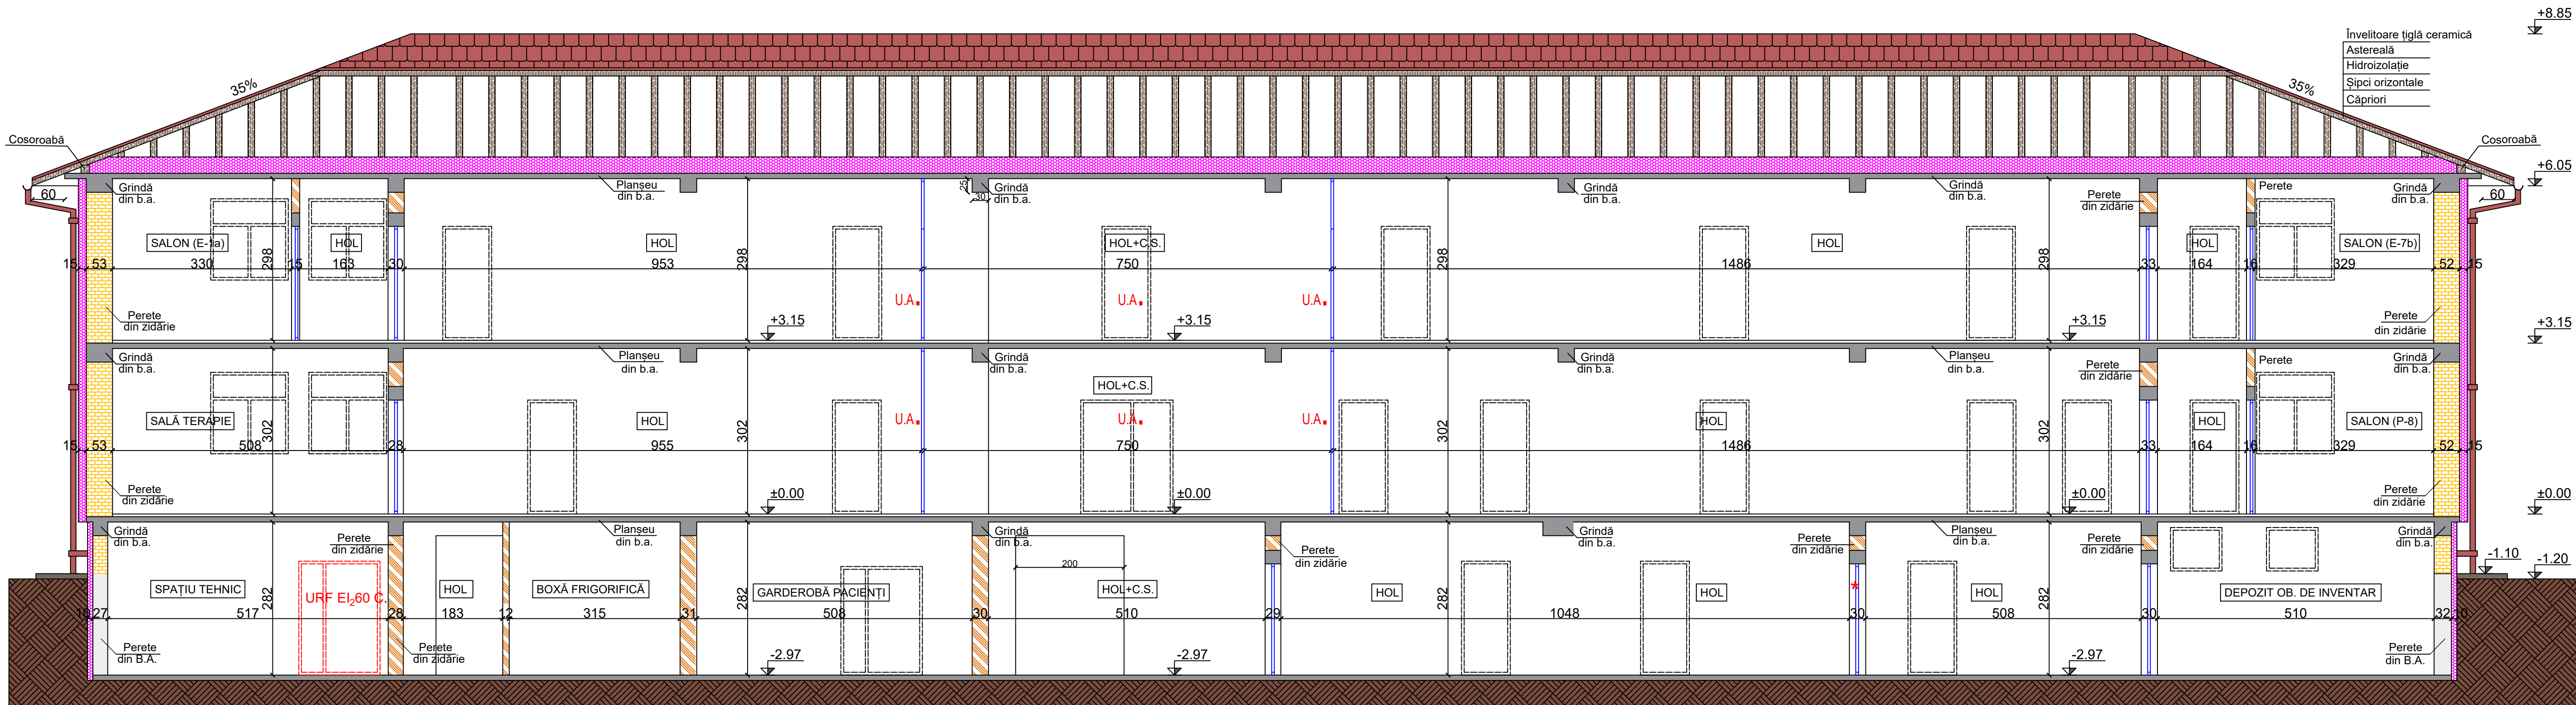 +8.85
Învelitoare țiglă ceramică
Astereală
Hidroizolație
Șipci orizontale
Căpriori
35%
35%
Cosoroabă
Cosoroabă
+6.05
60
60
Grindă
din b.a.
Planșeu
din b.a.
25
30
Grindă
din b.a.
Grindă
din b.a.
Grindă
din b.a.
Perete
din zidărie
Perete
Grindă
din b.a.
SALON (E-1a)
HOL
HOL
HOL+C.S.
HOL
HOL
SALON (E-7b)
298
298
298
298
15 53 330 15 163 30 953 750 1486 33 164 16 329 52 15
U.A.
U.A.
U.A.
Perete
din zidărie
Perete
din zidărie
+3.15
+3.15
+3.15
+3.15
Grindă
din b.a.
Planșeu
din b.a.
Grindă
din b.a.
Grindă
din b.a.
Planșeu
din b.a.
Perete
din zidărie
Perete
Grindă
din b.a.
HOL+C.S.
SALĂ TERAPIE
HOL
HOL
HOL
SALON (P-8)
U.A.
U.A.
U.A.
302
302
302
302
15 53 508 28 955 750 1486 33 164 16 329 52 15
Perete
din zidărie
Perete
din zidărie
±0.00
±0.00
±0.00
±0.00
Grindă
din b.a.
Perete
din zidărie
Planșeu
din b.a.
Grindă
din b.a.
Perete
din zidărie
Grindă
din b.a.
Perete
din zidărie
Planșeu
din b.a.
Perete
din zidărie
Grindă
din b.a.
-1.10
-1.20
200
SPAȚIU TEHNIC
URF EI₂60 C.
HOL
BOXĂ FRIGORIFICĂ
GARDEROBĂ PACIENȚI
HOL+C.S.
HOL
HOL
*
HOL
DEPOZIT OB. DE INVENTAR
282
282
282
282
10 27 517 28 183 12 315 31 508 30 510 29 1048 30 508 30 510 32 10
Perete
din B.A.
Perete
din zidărie
Perete
din B.A.
-2.97
-2.97
-2.97